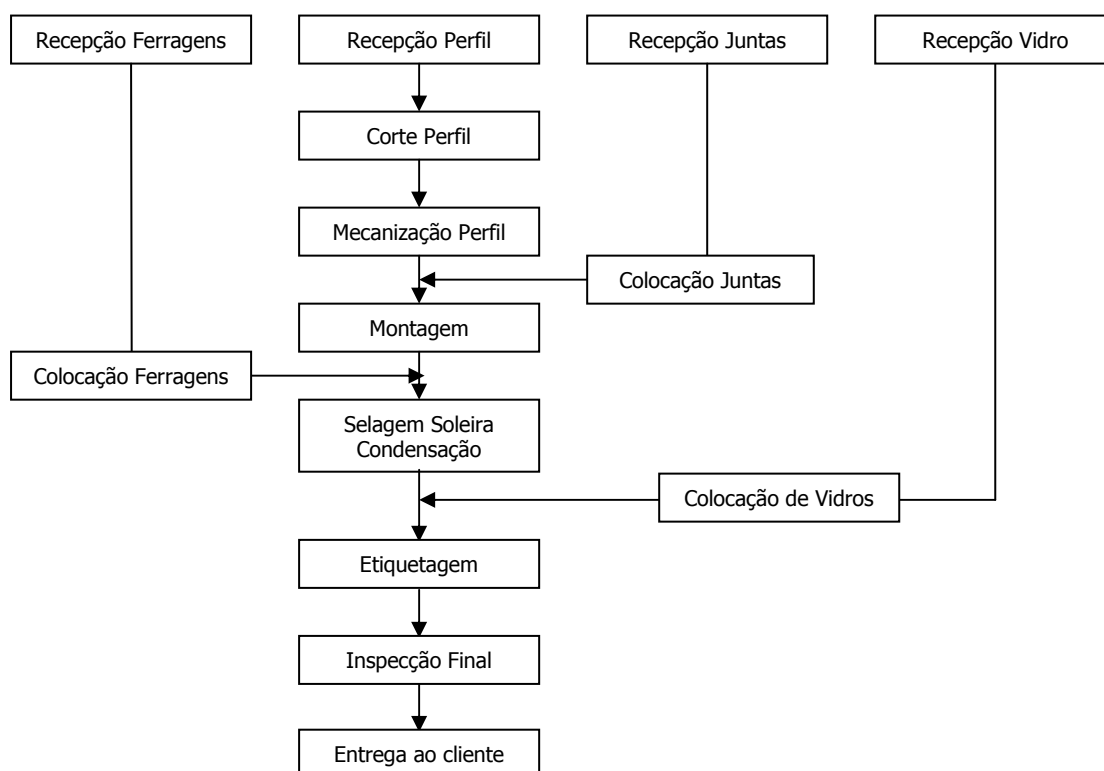 Recepção Ferragens
Recepção Perfil
Recepção Juntas
Recepção Vidro
Corte Perfil
Mecanização Perfil
Colocação Juntas
Montagem
Colocação Ferragens
Selagem Soleira
Condensação
Colocação de Vidros
Etiquetagem
Inspecção Final
Entrega ao cliente